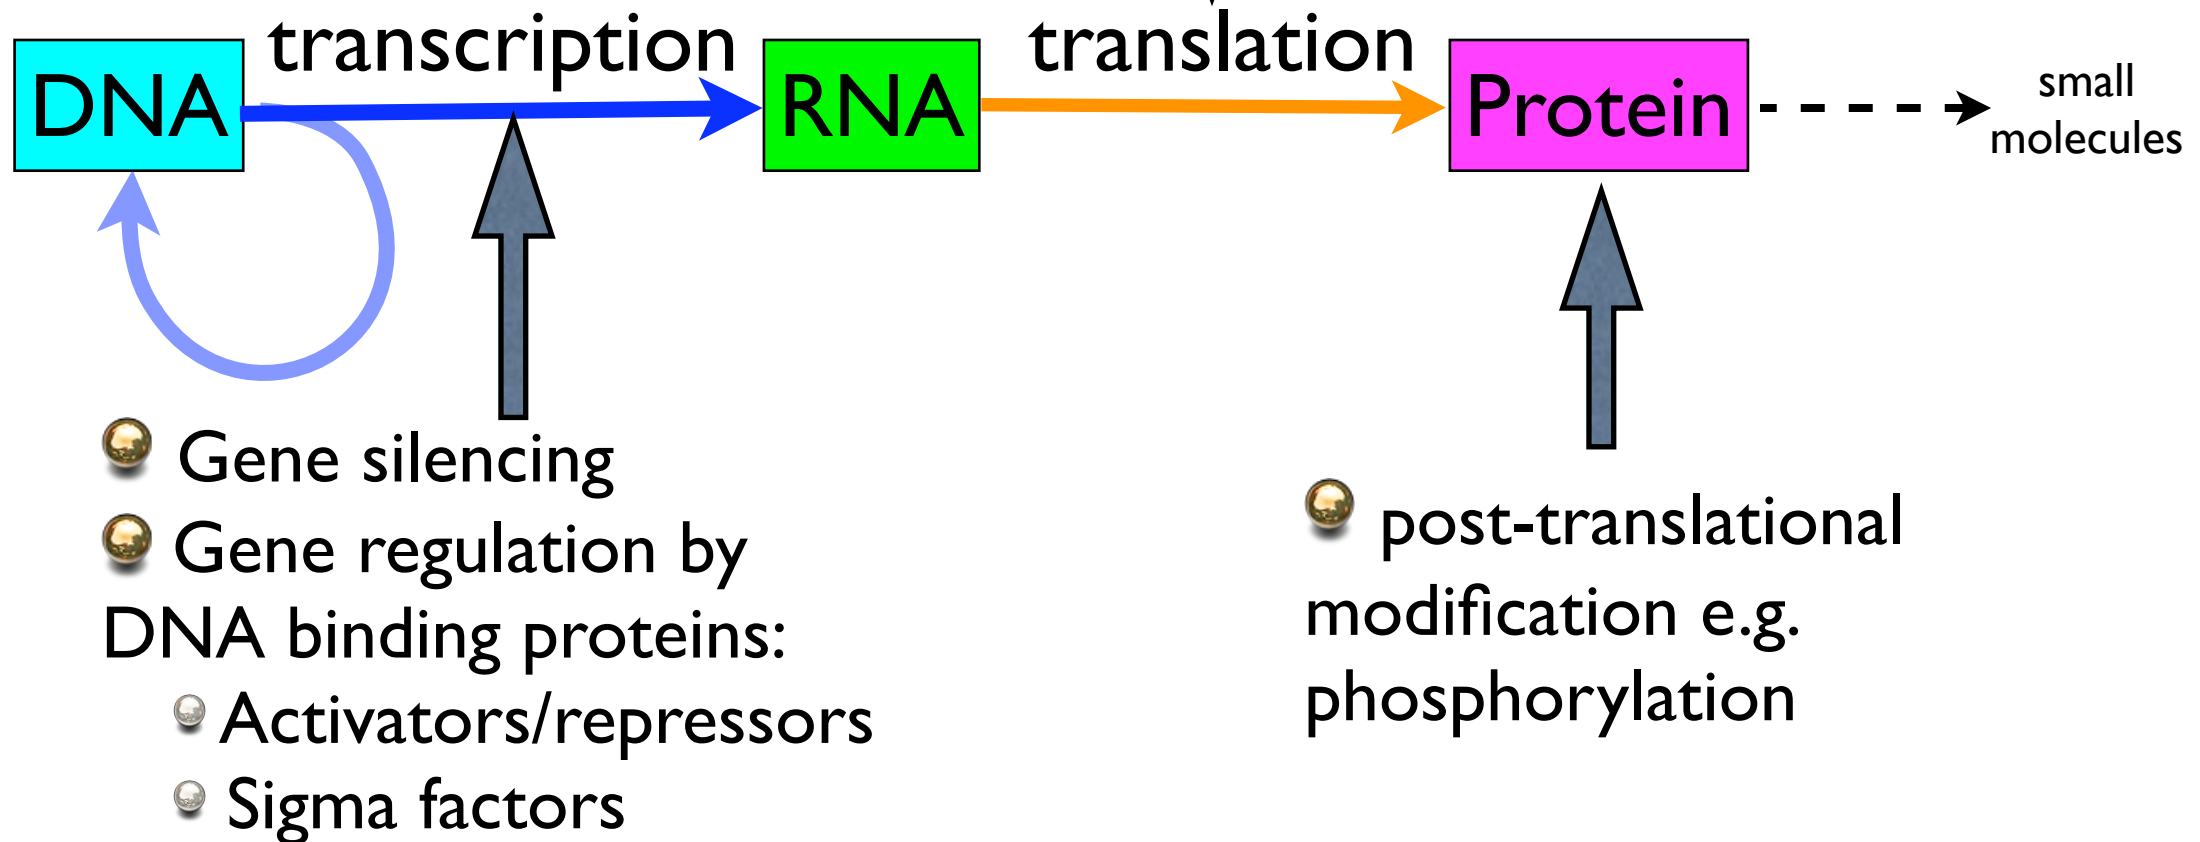 transcription
translation
DNA
RNA
Protein
small
molecules
Gene silencing
Gene regulation by
DNA binding proteins:
Activators/repressors
Sigma factors
post-translational
modification e.g.
phosphorylation